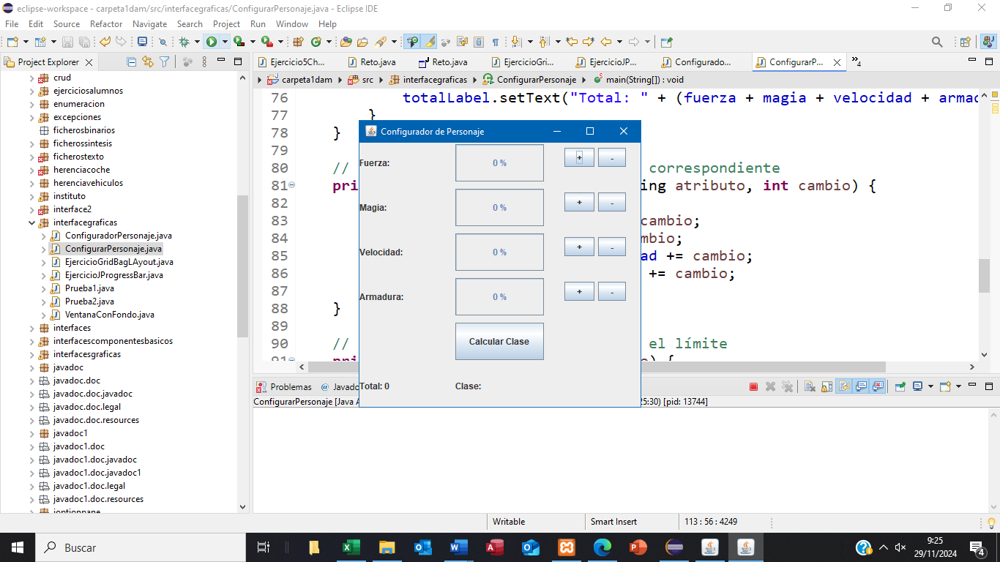 eclipse-workspace - carpeta1dam/src/interfacegraficas/ConfigurarPersonaje.java - Eclipse IDE
File Edit Source Refactor Navigate Search Project Run Window Help
Project Explorer
Ejercicio5Ch... Reto.java Reto.java EjercicioGri... EjercicioJP... Configurado... ConfigurarP... 4
carpeta1dam src interfacegraficas ConfigurarPersonaje main(String[]) : void
crud
ejerciciosalumnos
enumeracion
excepciones
ficherosbinarios
ficherossintesis
ficherostexto
herenciacoche
herenciavehiculos
instituto
interface2
interfacegraficas
ConfiguradorPersonaje.java
ConfigurarPersonaje.java
EjercicioGridBagLAyout.java
EjercicioJProgressBar.java
Prueba1.java
Prueba2.java
VentanaConFondo.java
interfaces
interfacescomponentesbasicos
interfacesgraficas
javadoc
javadoc.doc
javadoc.doc.javadoc
javadoc.doc.legal
javadoc.doc.resources
javadoc1
javadoc1.doc
javadoc1.doc.javadoc
javadoc1.doc.javadoc1
javadoc1.doc.legal
javadoc1.doc.resources
joptionpane
76 totalLabel.setText("Total: " + (fuerza + magia + velocidad + armad
77 }
78 }
79
80 // correspondiente
81 pri ing atributo, int cambio) {
82
83 cambio;
84 mbio;
85 ad += cambio;
86 += cambio;
87
88 }
89
90 // el límite
91 pri o) {
Configurador de Personaje
Fuerza: 0 % + -
Magia: 0 % + -
Velocidad: 0 % + -
Armadura: 0 % + -
Calcular Clase
Total: 0 Clase:
Problemas @ Javadoc
ConfigurarPersonaje [Java A 25:30) [pid: 13744]
Writable Smart Insert 113 : 56 : 4249
Buscar
9:25
29/11/2024
4